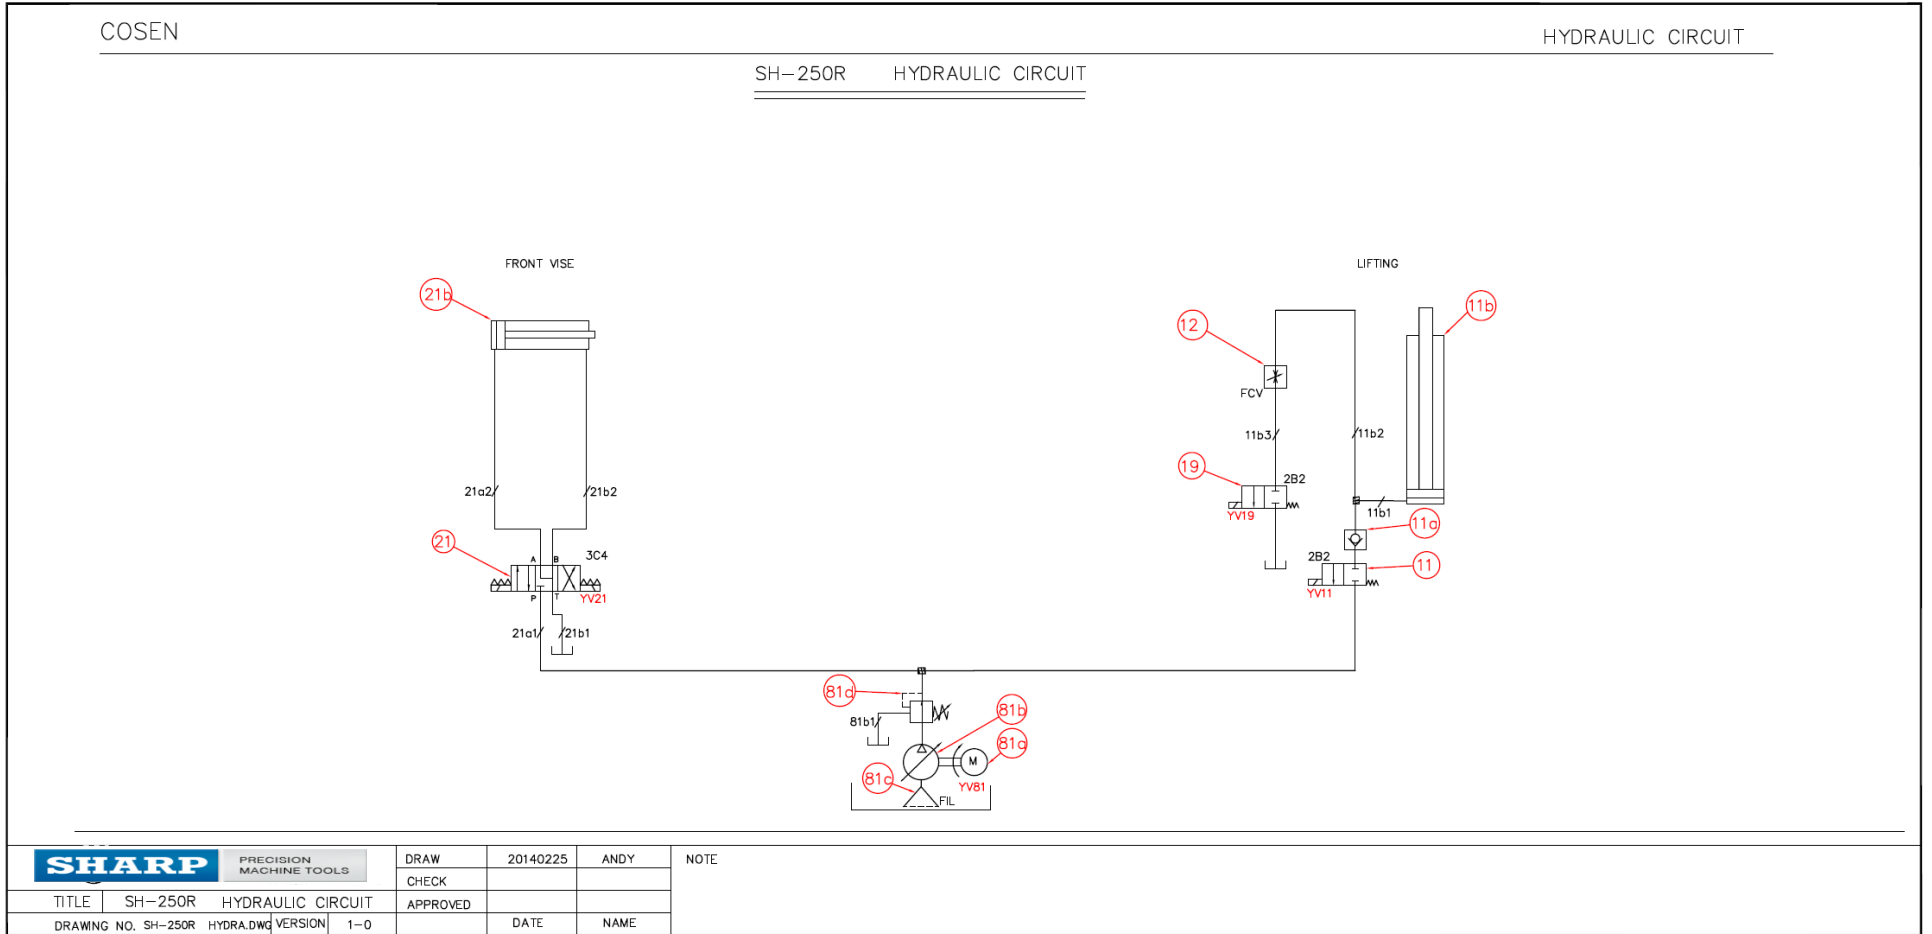 COSEN
HYDRAULIC CIRCUIT
SH-250R HYDRAULIC CIRCUIT
FRONT VISE
LIFTING
21b
11b
12
FCV
11b3
11b2
19
2B2
21a2
21b2
YV19
11b1
11a
21
A
B
3C4
2B2
11
P
T
YV21
YV11
21a1
21b1
81d
81b1
81b
81a
M
81c
YV81
FIL
SHARP
PRECISION
MACHINE TOOLS
DRAW 20140225 ANDY
NOTE
CHECK
TITLE SH-250R HYDRAULIC CIRCUIT
APPROVED
DRAWING NO. SH-250R HYDRA.DWG VERSION 1-0
DATE NAME